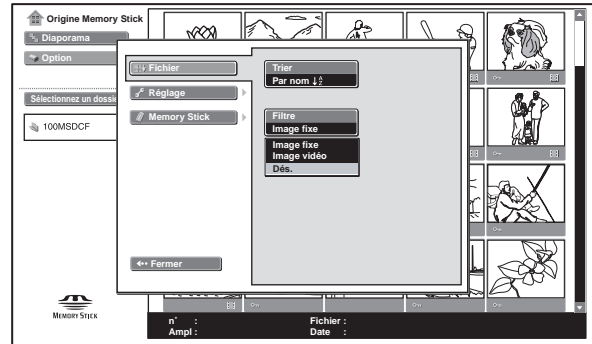 Origine Memory Stick
Diaporama
Option
Sélectionnez un dossie
100MSDCF
Fichier
Réglage
Memory Stick
Fermer
Trier
Par nom
Filtre
Image fixe
Image fixe
Image vidéo
Dés.
MEMORY STICK
n° :
Ampl :
Fichier :
Date :